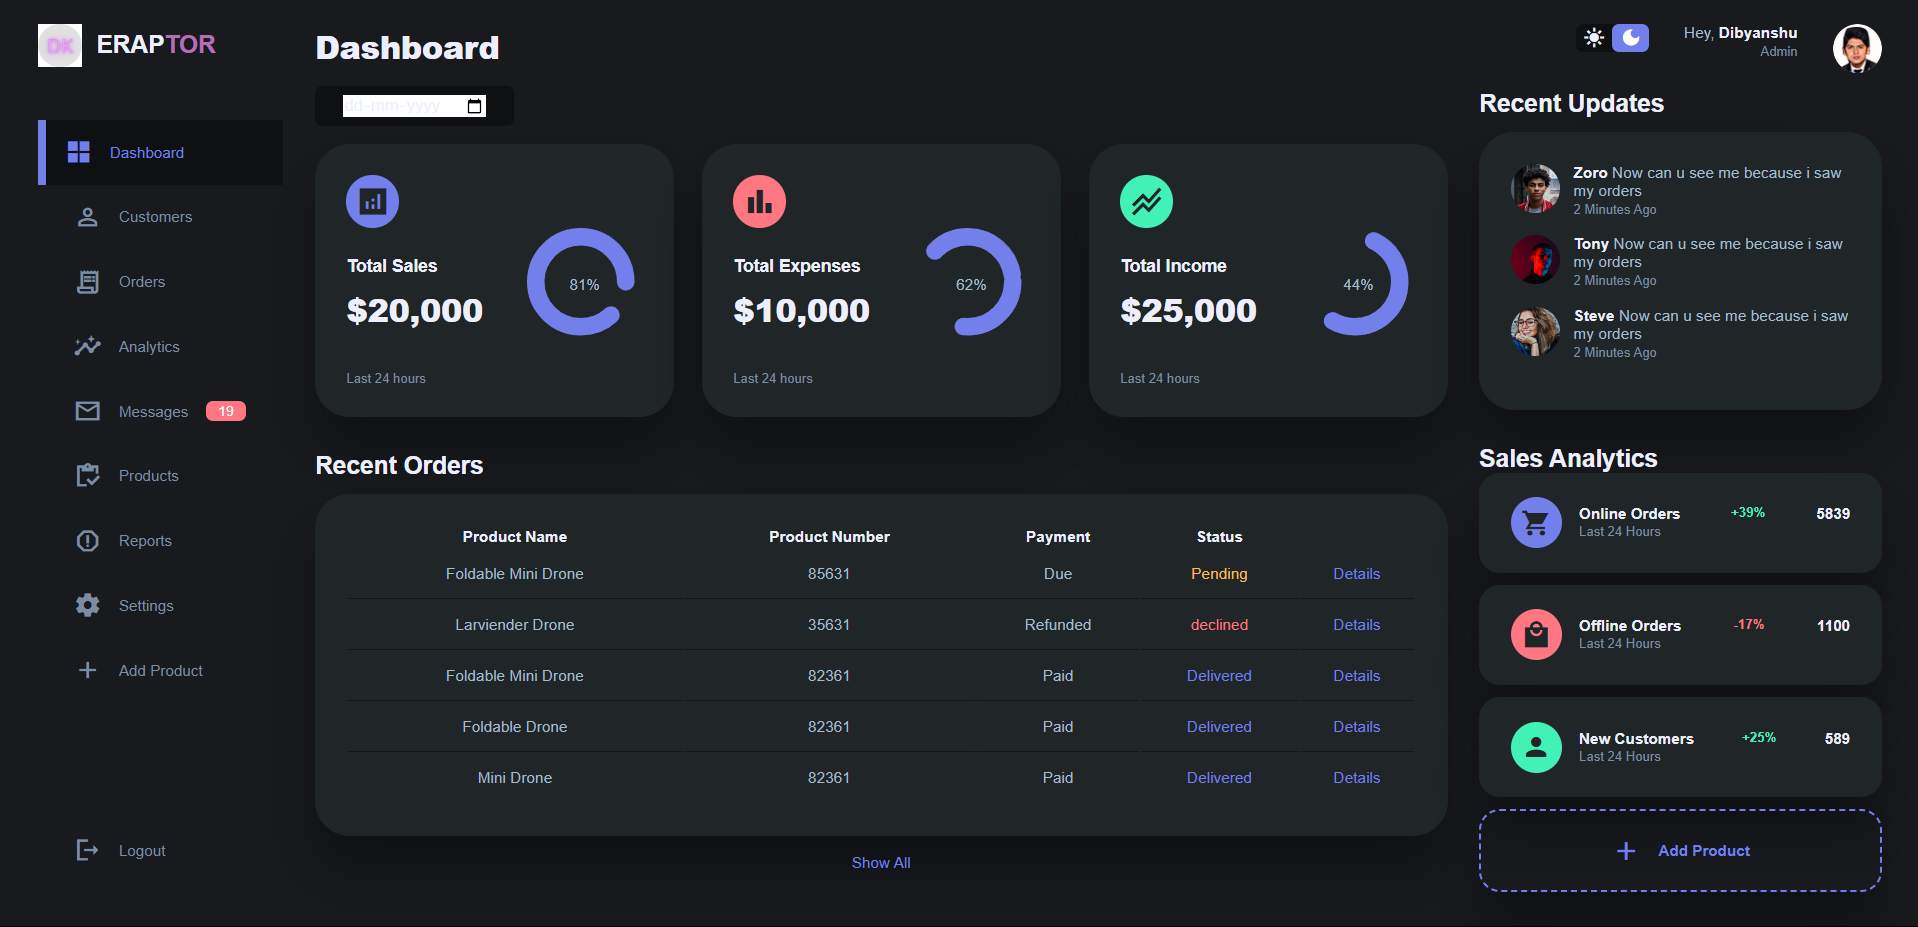 DK
ERAPTOR
Dashboard
Customers
Orders
Analytics
Messages 19
Products
Reports
Settings
Add Product
Logout
Dashboard
dd-mm-yyyy
Total Sales
$20,000
81%
Last 24 hours
Total Expenses
$10,000
62%
Last 24 hours
Total Income
$25,000
44%
Last 24 hours
Recent Orders
Product Name Product Number Payment Status
Foldable Mini Drone 85631 Due Pending Details
Larviender Drone 35631 Refunded declined Details
Foldable Mini Drone 82361 Paid Delivered Details
Foldable Drone 82361 Paid Delivered Details
Mini Drone 82361 Paid Delivered Details
Show All
Hey, Dibyanshu
Admin
Recent Updates
Zoro Now can u see me because i saw
my orders
2 Minutes Ago
Tony Now can u see me because i saw
my orders
2 Minutes Ago
Steve Now can u see me because i saw
my orders
2 Minutes Ago
Sales Analytics
Online Orders +39% 5839
Last 24 Hours
Offline Orders -17% 1100
Last 24 Hours
New Customers +25% 589
Last 24 Hours
Add Product